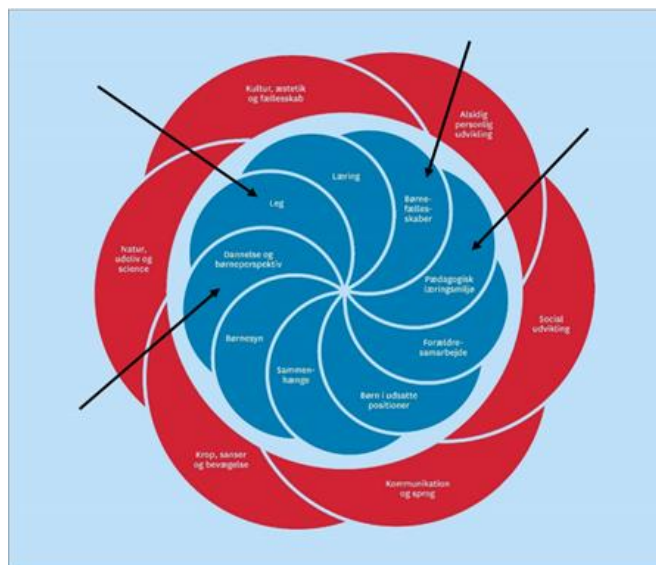 Kultur, æstetik
og fællesskab
Alsidig
personlig
udvikling
Læring
Børne-
fælles-
skaber
Leg
Natur,
udeliv og
science
Dannelse og
børneperspektiv
Pædagogisk
læringsmiljø
Social
udvikling
Børnesyn
Forældre-
samarbejde
Sammen-
hænge
Børn i udsatte
positioner
Krop, sanser
og bevægelse
Kommunikation
og sprog